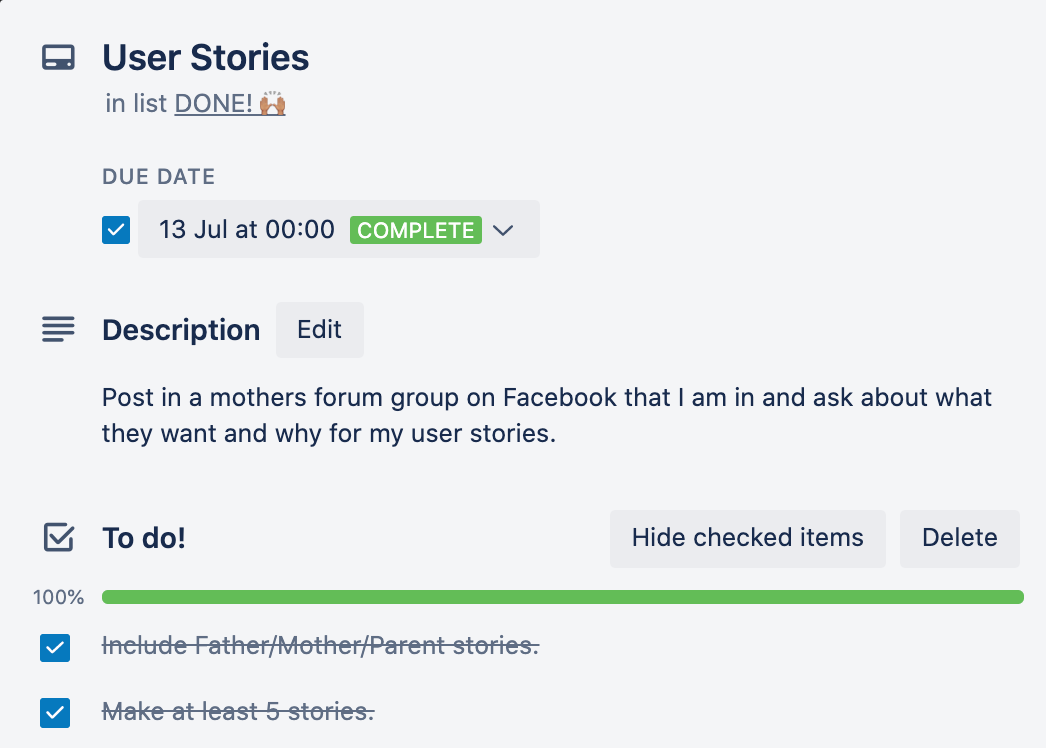 User Stories
in list DONE! 🙌🏽
DUE DATE
13 Jul at 00:00 COMPLETE
Description Edit
Post in a mothers forum group on Facebook that I am in and ask about what
they want and why for my user stories.
To do! Hide checked items Delete
100%
Include Father/Mother/Parent stories.
Make at least 5 stories.